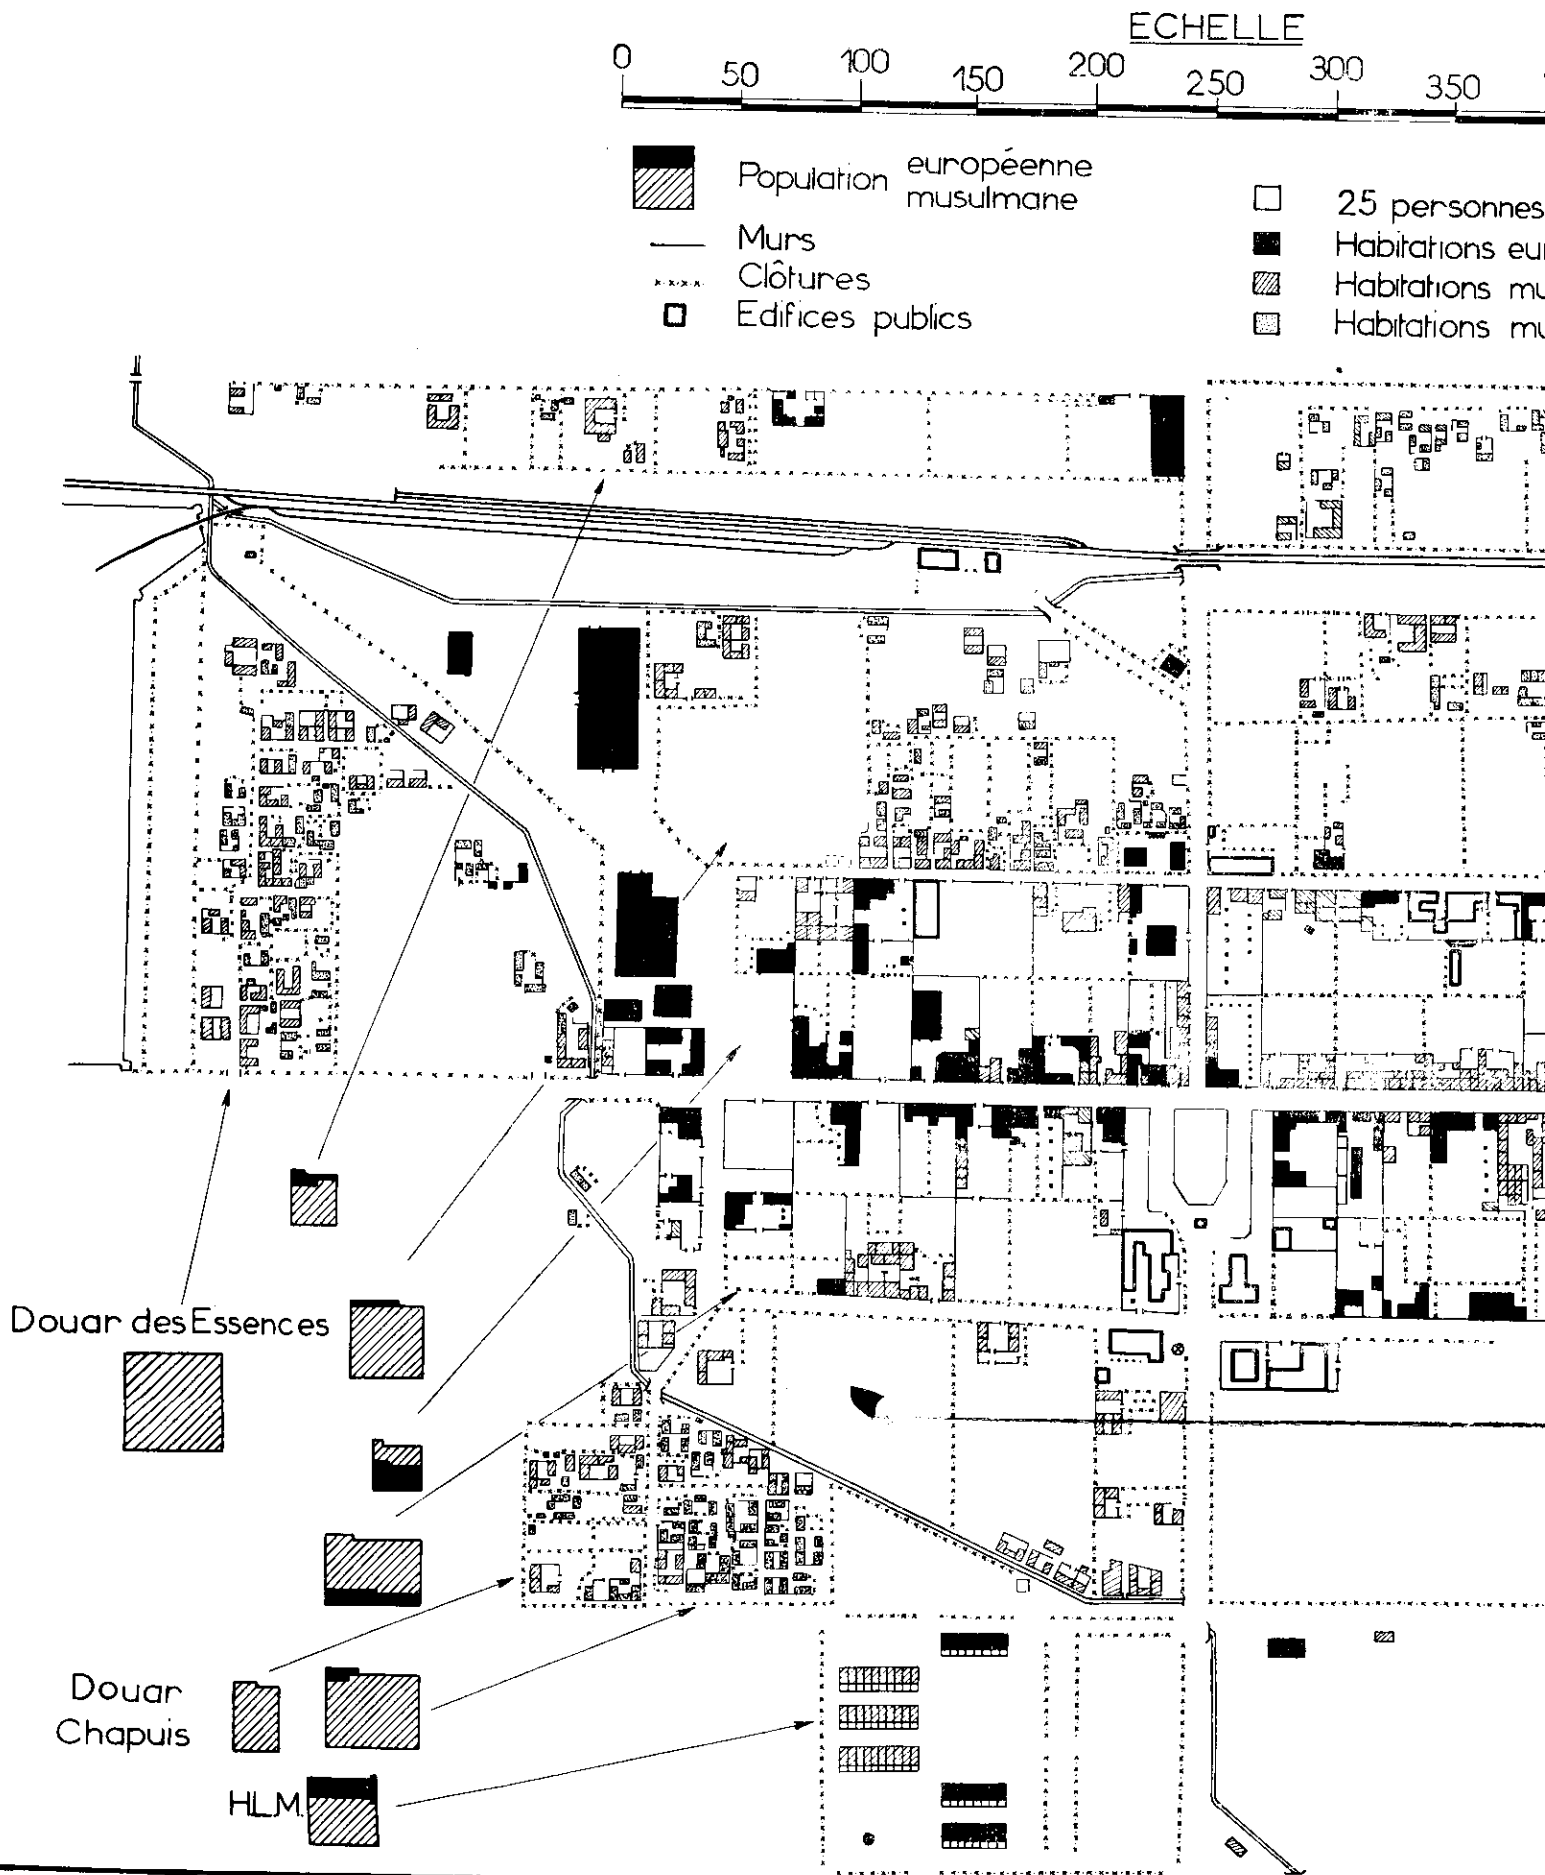 ECHELLE
0 50 100 150 200 250 300 350
Population européenne
musulmane
Murs
Clôtures
Edifices publics
25 personnes
Habitations
Habitations
Habitations
Douar des Essences
Douar
Chapuis
H.L.M.